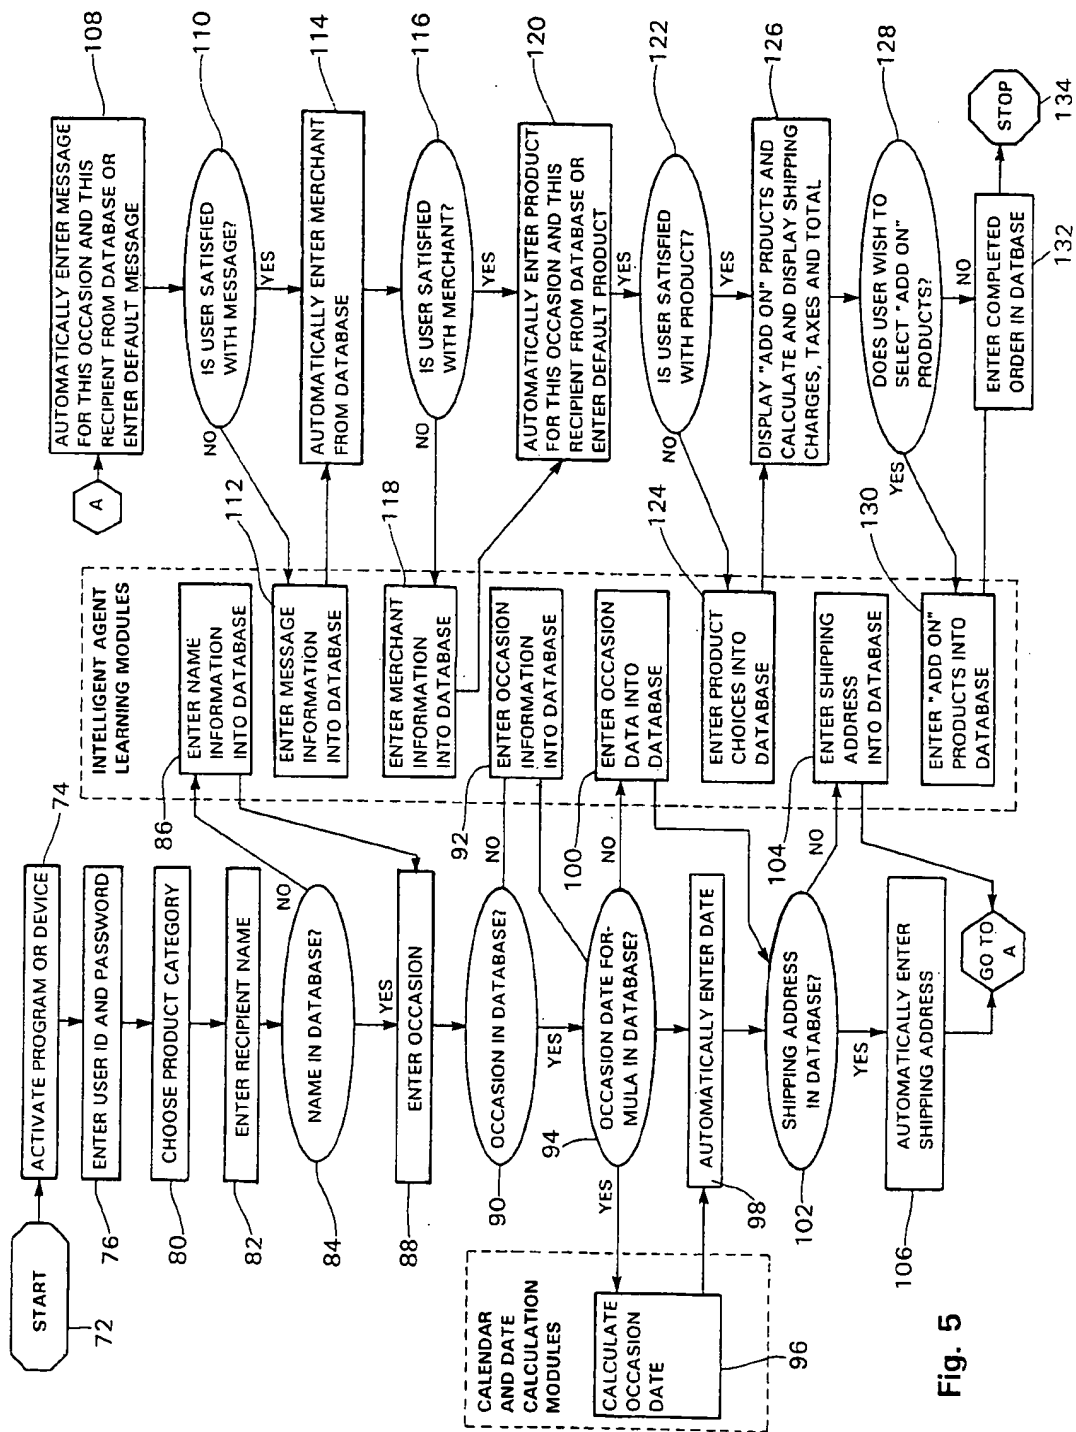 START
72
ACTIVATE PROGRAM OR DEVICE
74
ENTER USER ID AND PASSWORD
76
CHOOSE PRODUCT CATEGORY
80
ENTER RECIPIENT NAME
82
NAME IN DATABASE?
84
NO
YES
INTELLIGENT AGENT
LEARNING MODULES
86
ENTER NAME
INFORMATION
INTO DATABASE
ENTER OCCASION
88
OCCASION IN DATABASE?
90
NO
YES
92
ENTER OCCASION
INFORMATION
INTO DATABASE
OCCASION DATE FOR-
MULA IN DATABASE?
94
YES
NO
CALENDAR
AND DATE
CALCULATION
MODULES
CALCULATE
OCCASION
DATE
96
AUTOMATICALLY ENTER DATE
98
100
ENTER OCCASION
DATA INTO
DATABASE
SHIPPING ADDRESS
IN DATABASE?
102
NO
YES
104
ENTER SHIPPING
ADDRESS
INTO DATABASE
AUTOMATICALLY ENTER
SHIPPING ADDRESS
106
GO TO
A
A
AUTOMATICALLY ENTER MESSAGE
FOR THIS OCCASION AND THIS
RECIPIENT FROM DATABASE OR
ENTER DEFAULT MESSAGE
108
IS USER SATISFIED
WITH MESSAGE?
110
NO
YES
112
ENTER MESSAGE
INFORMATION
INTO DATABASE
AUTOMATICALLY ENTER MERCHANT
FROM DATABASE
114
IS USER SATISFIED
WITH MERCHANT?
116
NO
YES
118
ENTER MERCHANT
INFORMATION
INTO DATABASE
AUTOMATICALLY ENTER PRODUCT
FOR THIS OCCASION AND THIS
RECIPIENT FROM DATABASE OR
ENTER DEFAULT PRODUCT
120
YES
IS USER SATISFIED
WITH PRODUCT?
122
NO
YES
124
ENTER PRODUCT
CHOICES INTO
DATABASE
DISPLAY "ADD ON" PRODUCTS AND
CALCULATE AND DISPLAY SHIPPING
CHARGES, TAXES AND TOTAL
126
DOES USER WISH TO
SELECT "ADD ON"
PRODUCTS?
128
YES
NO
130
ENTER "ADD ON"
PRODUCTS INTO
DATABASE
ENTER COMPLETED
ORDER IN DATBASE
132
STOP
134
Fig. 5